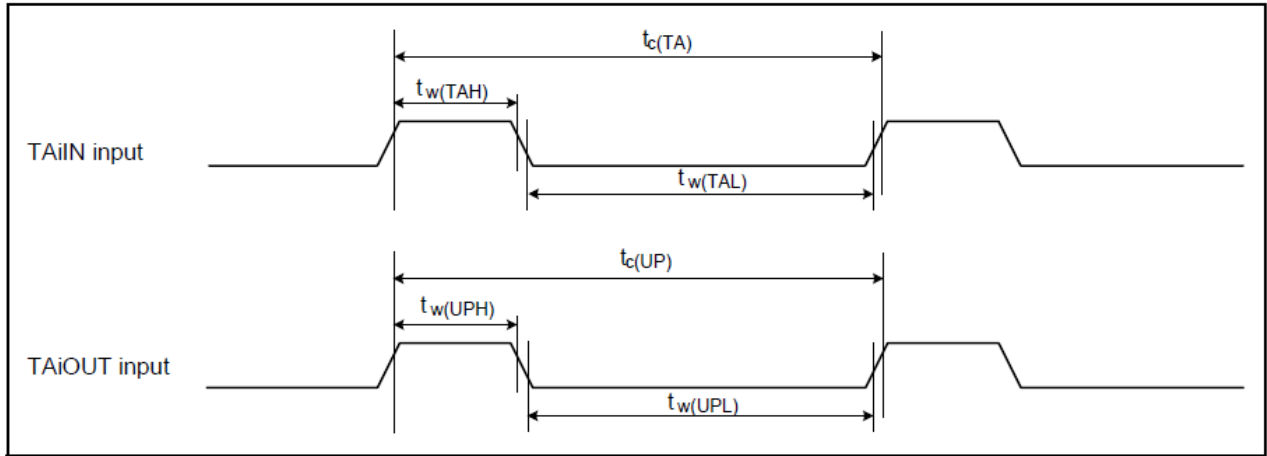 tc(TA)
tw(TAH)
TAiIN input
tw(TAL)
tc(UP)
tw(UPH)
TAiOUT input
tw(UPL)